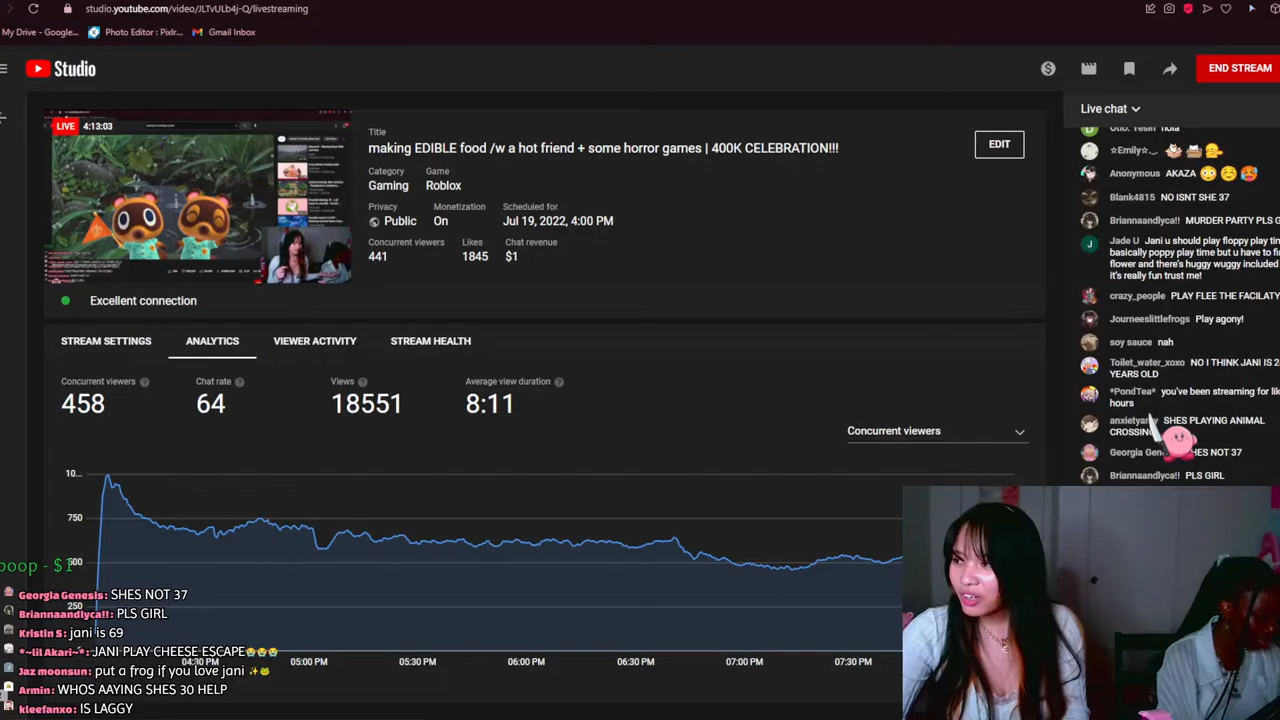 studio.youtube.com/video/JLTvULb4j-Q/livestreaming
My Drive - Google...
Photo Editor : Pixlr...
Gmail Inbox
Studio
END STREAM
LIVE 4:13:03
Title
making EDIBLE food /w a hot friend + some horror games | 400K CELEBRATION!!!
EDIT
Category
Game
Gaming
Roblox
Privacy
Monetization
Scheduled for
Public
On
Jul 19, 2022, 4:00 PM
Concurrent viewers
Likes
Chat revenue
441
1845
$1
Excellent connection
STREAM SETTINGS
ANALYTICS
VIEWER ACTIVITY
STREAM HEALTH
Concurrent viewers
Chat rate
Views
Average view duration
458
64
18551
8:11
Concurrent viewers
10...
750
500
250
04:30 PM
05:00 PM
05:30 PM
06:00 PM
06:30 PM
07:00 PM
07:30 PM
Live chat
☆Emily☆
Anonymous AKAZA
Blank4815 NO ISNT SHE 37
Briannaandlyca!! MURDER PARTY PLS
Jade U Jani u should play floppy play
basically poppy play time but u have to
flower and there's huggy wuggy included
it's really fun trust me!
crazy_people PLAY FLEE THE FACILATY
Journeeslittlefrogs Play agony!
soy sauce nah
Toilet_water_xoxo NO I THINK JANI IS
YEARS OLD
*PondTea* you've been streaming for
hours
SHES PLAYING ANIMAL
CROSSING
Georgia SHES NOT 37
Briannaandlyca!! PLS GIRL
poop - $1
Georgia Genesis: SHES NOT 37
Briannaandlyca!!: PLS GIRL
Kristin S: jani is 69
*~lil Akari~*: JANI PLAY CHEESE ESCAPE😭😭😭
Jaz moonsun: put a frog if you love jani ✨🐸
Armin: WHOS AAYING SHES 30 HELP
kleefanxo: IS LAGGY